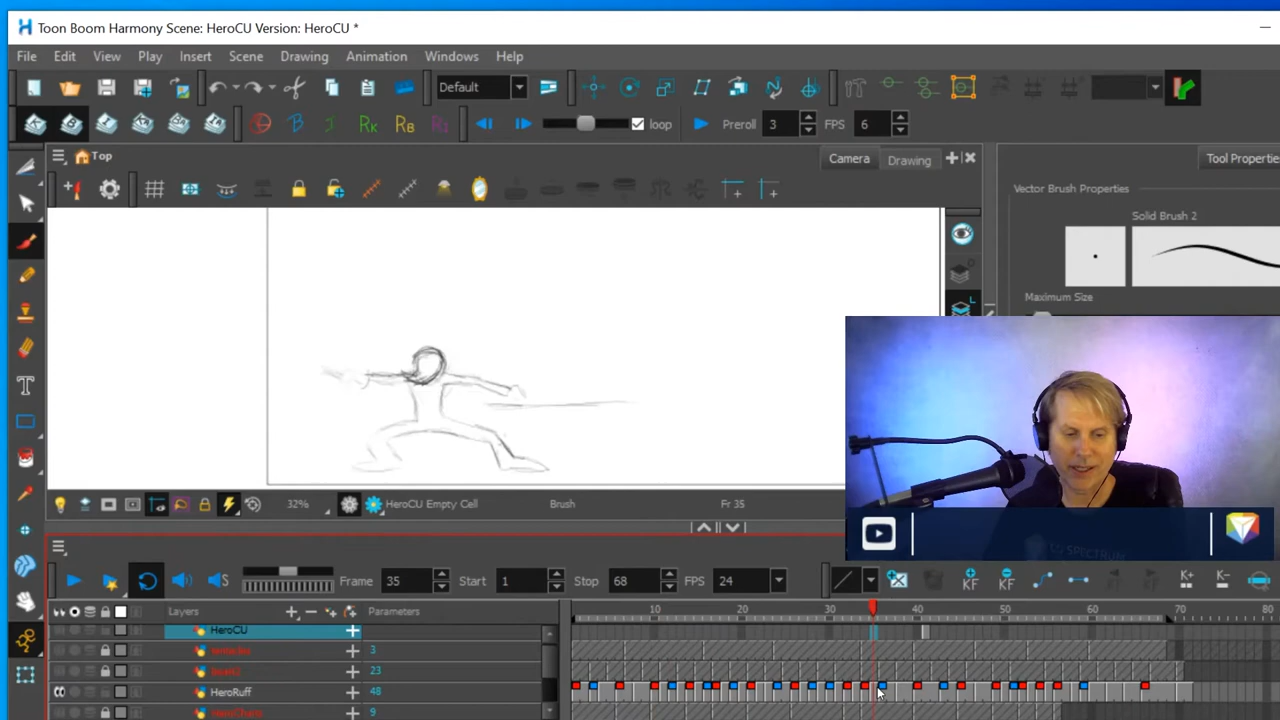 Toon Boom Harmony Scene: HeroCU Version: HeroCU *
File Edit View Play Insert Scene Drawing Animation Windows Help
Default
loop Preroll 3 FPS 6
Top Camera Drawing Tool Properties
Vector Brush Properties
Solid Brush 2
Maximum Size
32% HeroCU Empty Cell Brush Fr 35
Frame 35 Start 1 Stop 68 FPS 24
Layers Parameters 10 20 30 40 50 60 70 80
HeroCU
3
23
HeroRuff 48
9